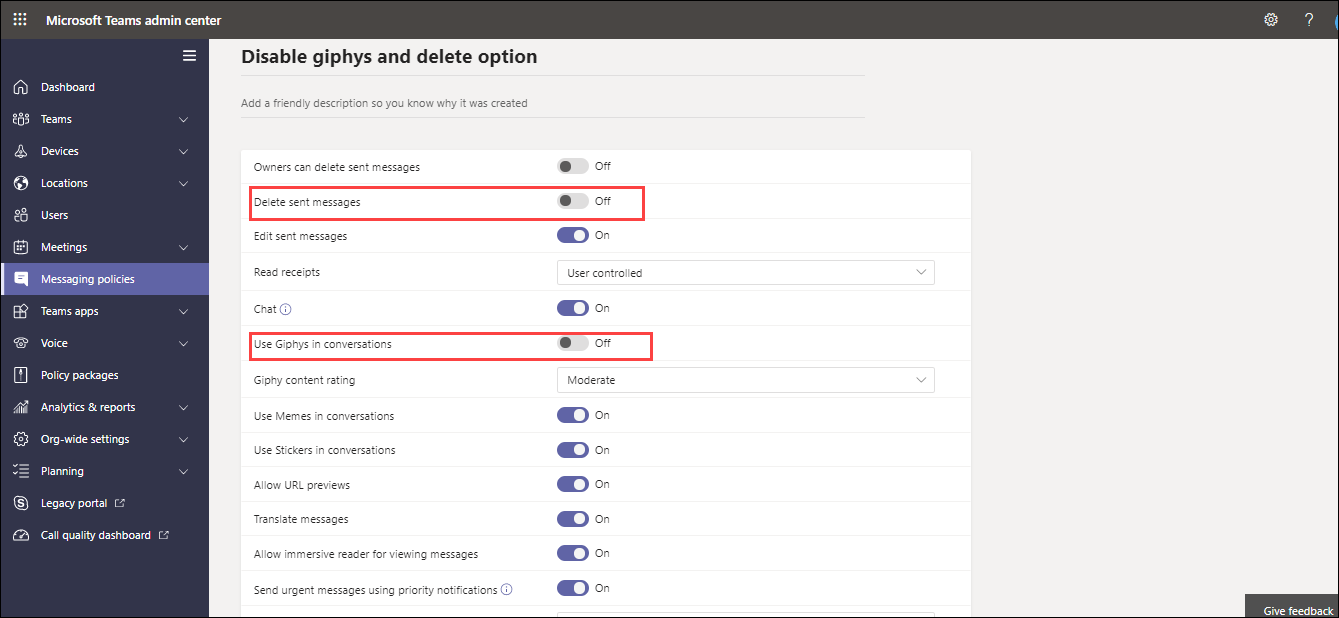 Microsoft Teams admin center
?
Dashboard
Teams
Devices
Locations
Users
Meetings
Messaging policies
Teams apps
Voice
Policy packages
Analytics & reports
Org-wide settings
Planning
Legacy portal
Call quality dashboard
Disable giphys and delete option
Add a friendly description so you know why it was created
Owners can delete sent messages Off
Delete sent messages Off
Edit sent messages On
Read receipts User controlled
Chat On
Use Giphys in conversations Off
Giphy content rating Moderate
Use Memes in conversations On
Use Stickers in conversations On
Allow URL previews On
Translate messages On
Allow immersive reader for viewing messages On
Send urgent messages using priority notifications On
Give feedback